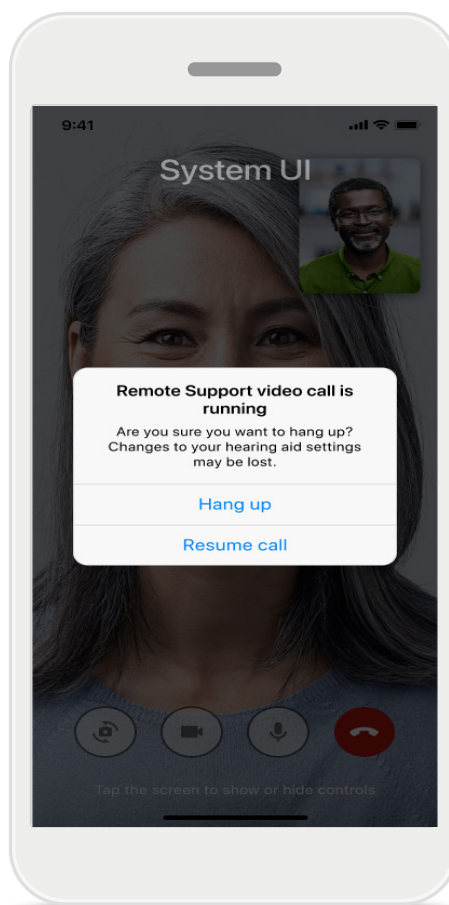 9:41
System UI
Remote Support video call is
running
Are you sure you want to hang up?
Changes to your hearing aid settings
may be lost.
Hang up
Resume call
Tap the screen to show or hide controls